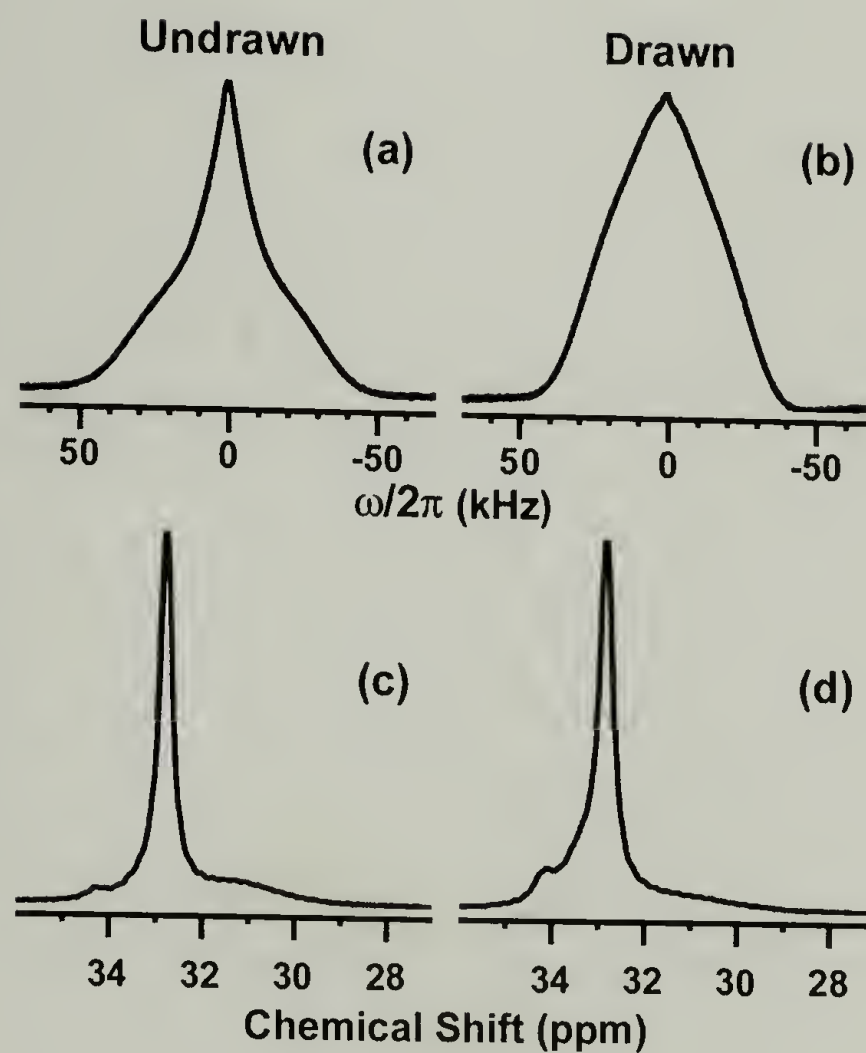 Undrawn Drawn
(a) (b)
50 0 -50 50 0 -50
ω/2π (kHz)
(c) (d)
34 32 30 28 34 32 30 28
Chemical Shift (ppm)